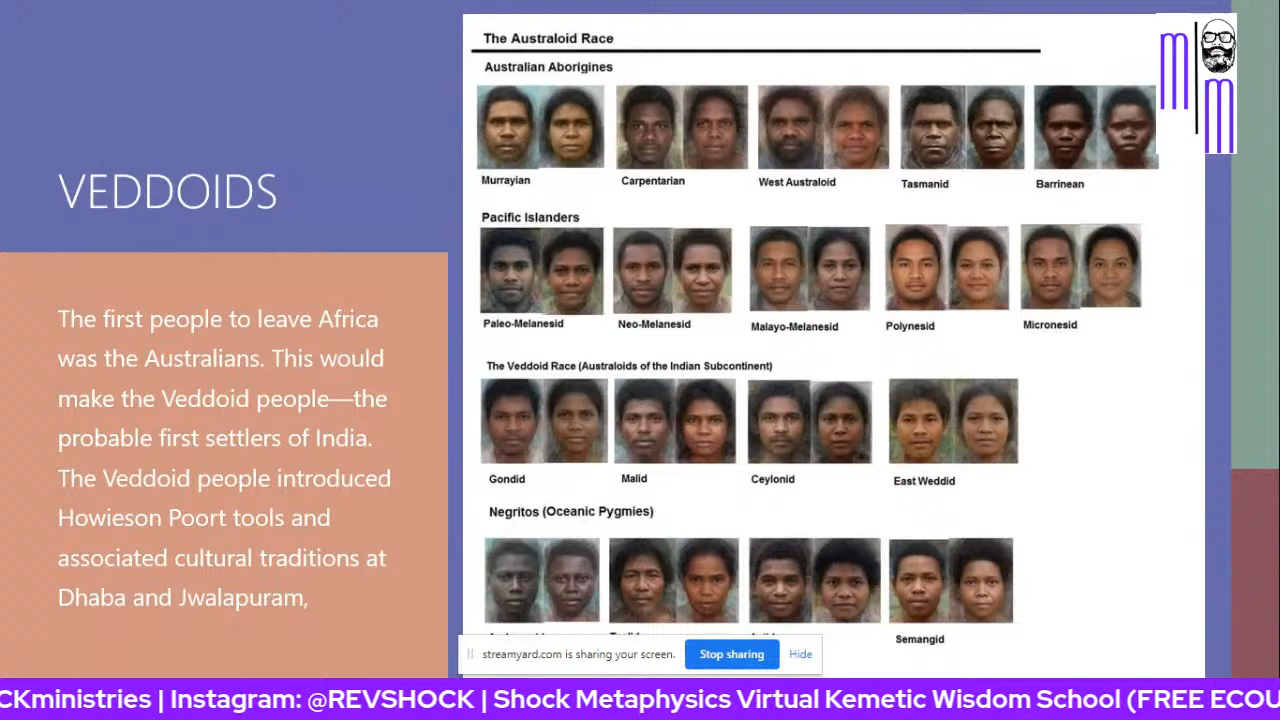 VEDDOIDS
The first people to leave Africa
was the Australians. This would
make the Veddoid people—the
probable first settlers of India.
The Veddoid people introduced
Howieson Poort tools and
associated cultural traditions at
Dhaba and Jwalapuram,
The Australoid Race
Australian Aborigines
Murrayian Carpentarian West Australoid Tasmanid Barrinean
Pacific Islanders
Paleo-Melanesid Neo-Melanesid Malayo-Melanesid Polynesid Micronesid
The Veddoid Race (Australoids of the Indian Subcontinent)
Gondid Malid Ceylonid East Weddid
Negritos (Oceanic Pygmies)
Semangid
m m
streamyard.com is sharing your screen. Stop sharing Hide
CKministries | Instagram: @REVSHOCK | Shock Metaphysics Virtual Kemetic Wisdom School (FREE ECOU